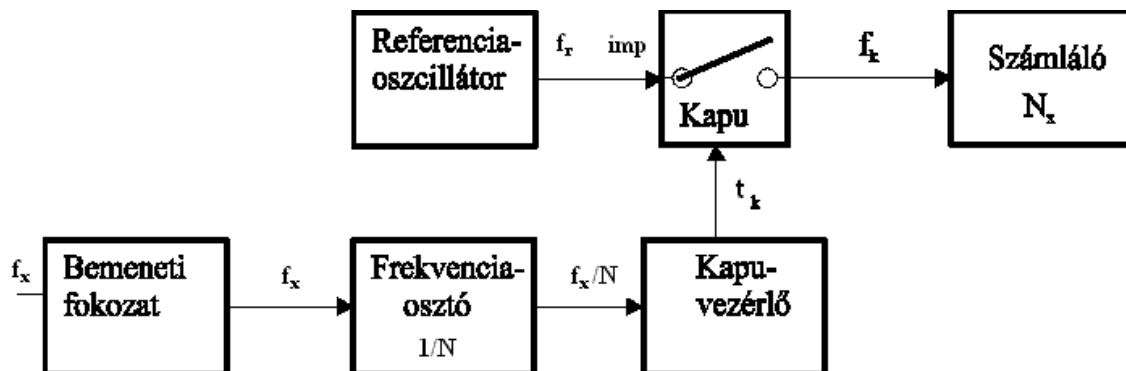 Referencia-
oszcillátor
f_r imp
Kapu
f_k
Számláló
N_x
t_k
f_x
Bemeneti
fokozat
f_x
Frekvencia-
osztó
1/N
f_x/N
Kapu-
vezérlő